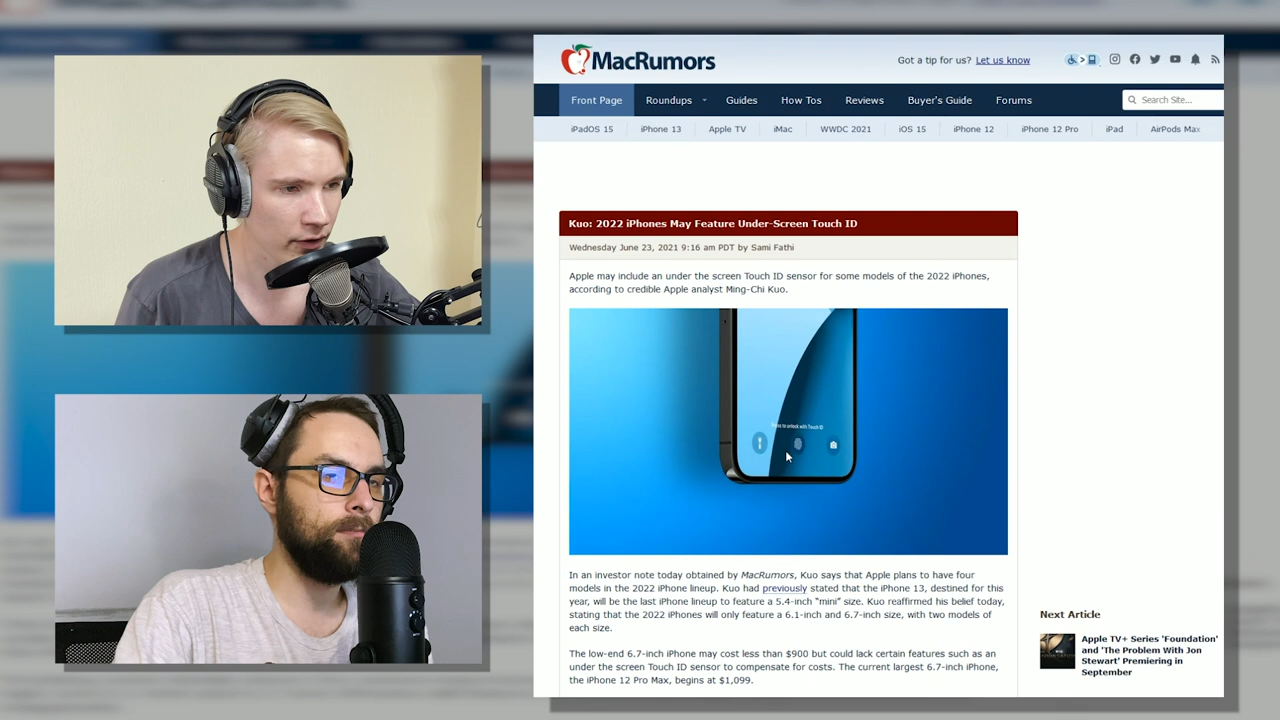 MacRumors
Got a tip for us? Let us know
Front Page Roundups Guides How Tos Reviews Buyer's Guide Forums
Search Site...
iPadOS 15 iPhone 13 Apple TV iMac WWDC 2021 iOS 15 iPhone 12 iPhone 12 Pro iPad AirPods Max
Kuo: 2022 iPhones May Feature Under-Screen Touch ID
Wednesday June 23, 2021 9:16 am PDT by Sami Fathi
Apple may include an under the screen Touch ID sensor for some models of the 2022 iPhones,
according to credible Apple analyst Ming-Chi Kuo.
to unlock with Touch ID
In an investor note today obtained by MacRumors, Kuo says that Apple plans to have four
models in the 2022 iPhone lineup. Kuo had previously stated that the iPhone 13, destined for this
year, will be the last iPhone lineup to feature a 5.4-inch "mini" size. Kuo reaffirmed his belief today,
stating that the 2022 iPhones will only feature a 6.1-inch and 6.7-inch size, with two models of
each size.
The low-end 6.7-inch iPhone may cost less than $900 but could lack certain features such as an
under the screen Touch ID sensor to compensate for costs. The current largest 6.7-inch iPhone,
the iPhone 12 Pro Max, begins at $1,099.
Next Article
Apple TV+ Series 'Foundation'
and 'The Problem With Jon
Stewart' Premiering in
September